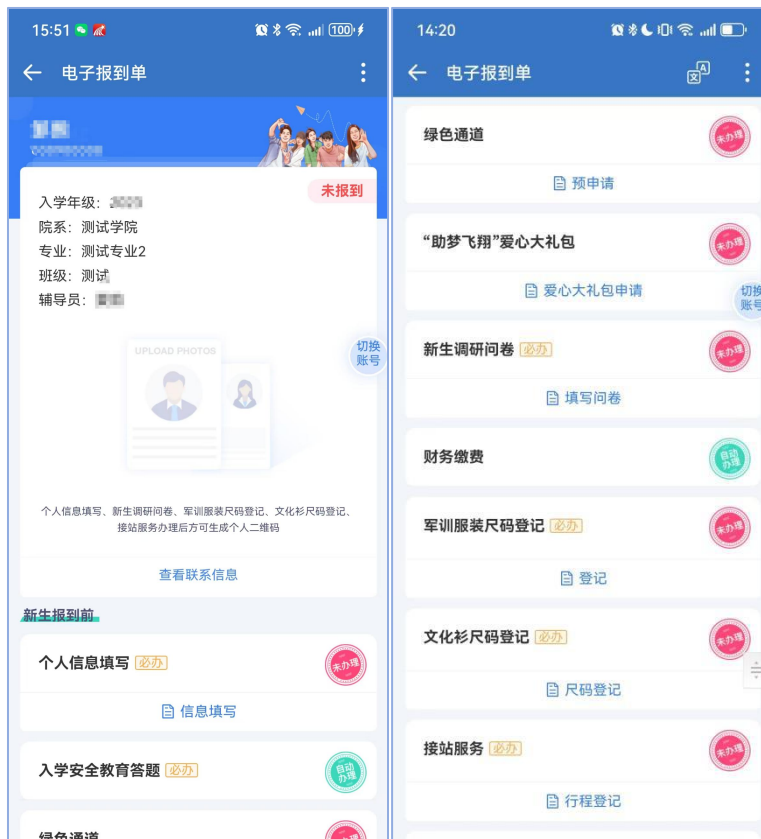 15:51
100
电子报到单
未报到
入学年级:
院系: 测试学院
专业: 测试专业2
班级: 测试
辅导员:
切换
账号
UPLOAD PHOTOS
个人信息填写、新生调研问卷、军训服装尺码登记、文化衫尺码登记、
接站服务办理后方可生成个人二维码
查看联系信息
新生报到前
个人信息填写 必办
未办理
信息填写
入学安全教育答题 必办
自动
办理
绿色通道
14:20
电子报到单
文A
绿色通道
未办理
预申请
“助梦飞翔”爱心大礼包
未办理
爱心大礼包申请
切换
账号
新生调研问卷 必办
未办理
填写问卷
财务缴费
自动
办理
军训服装尺码登记 必办
未办理
登记
文化衫尺码登记 必办
未办理
尺码登记
接站服务 必办
未办理
行程登记